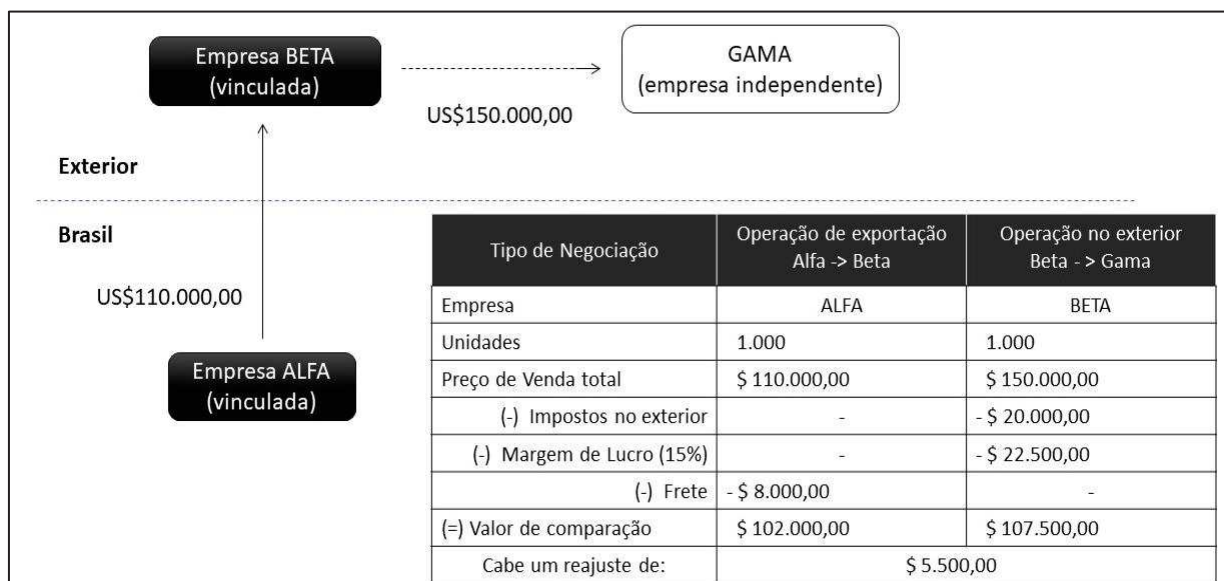 Empresa BETA
(vinculada)
GAMA
(empresa independente)
US$150.000,00
Exterior
Brasil
US$110.000,00
Empresa ALFA
(vinculada)
Tipo de Negociação
Operação de exportação
Alfa -> Beta
Operação no exterior
Beta - > Gama
Empresa ALFA BETA
Unidades 1.000 1.000
Preço de Venda total $ 110.000,00 $ 150.000,00
(-) Impostos no exterior - - $ 20.000,00
(-) Margem de Lucro (15%) - - $ 22.500,00
(-) Frete - $ 8.000,00 -
(=) Valor de comparação $ 102.000,00 $ 107.500,00
Cabe um reajuste de: $ 5.500,00